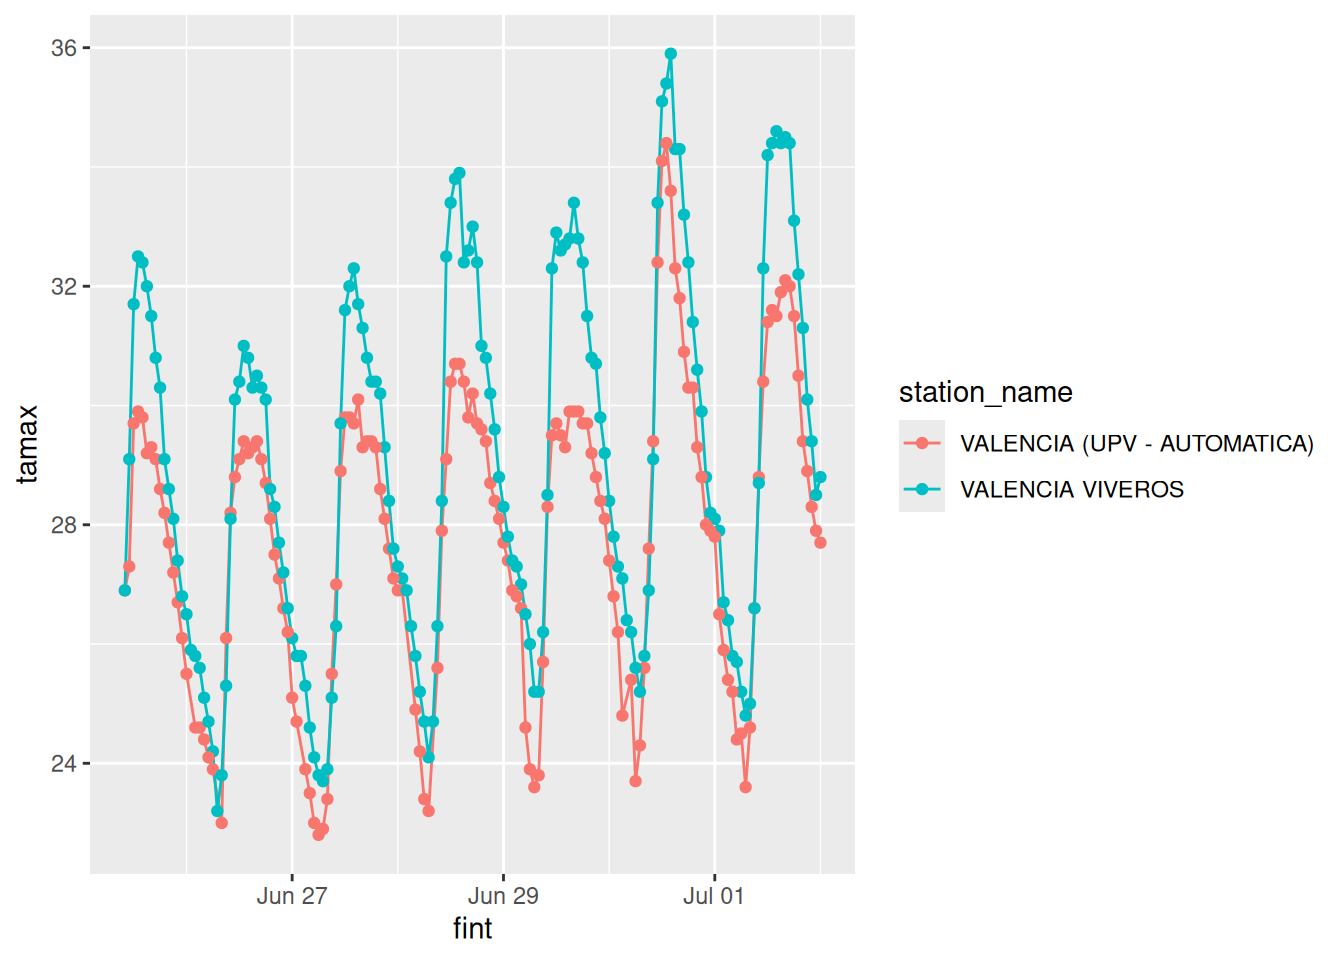 36
32
28
24
tamax
Jun 27
Jun 29
Jul 01
fint
station_name
VALENCIA (UPV - AUTOMATICA)
VALENCIA VIVEROS